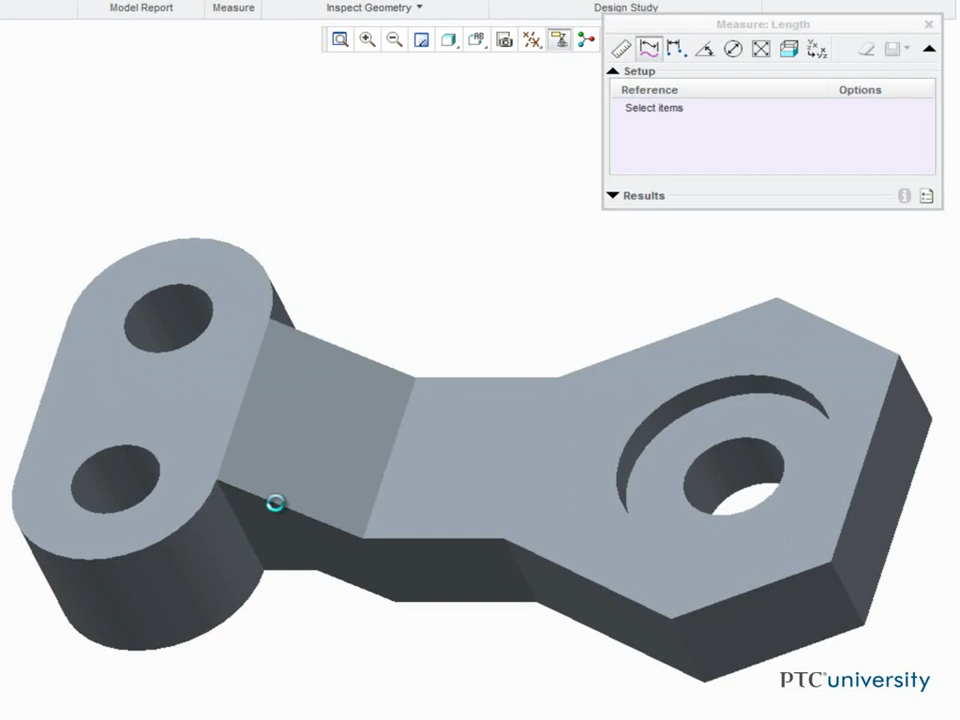 Model Report Measure Inspect Geometry Design Study
Measure: Length
Setup
Reference Options
Select items
Results
PTC university